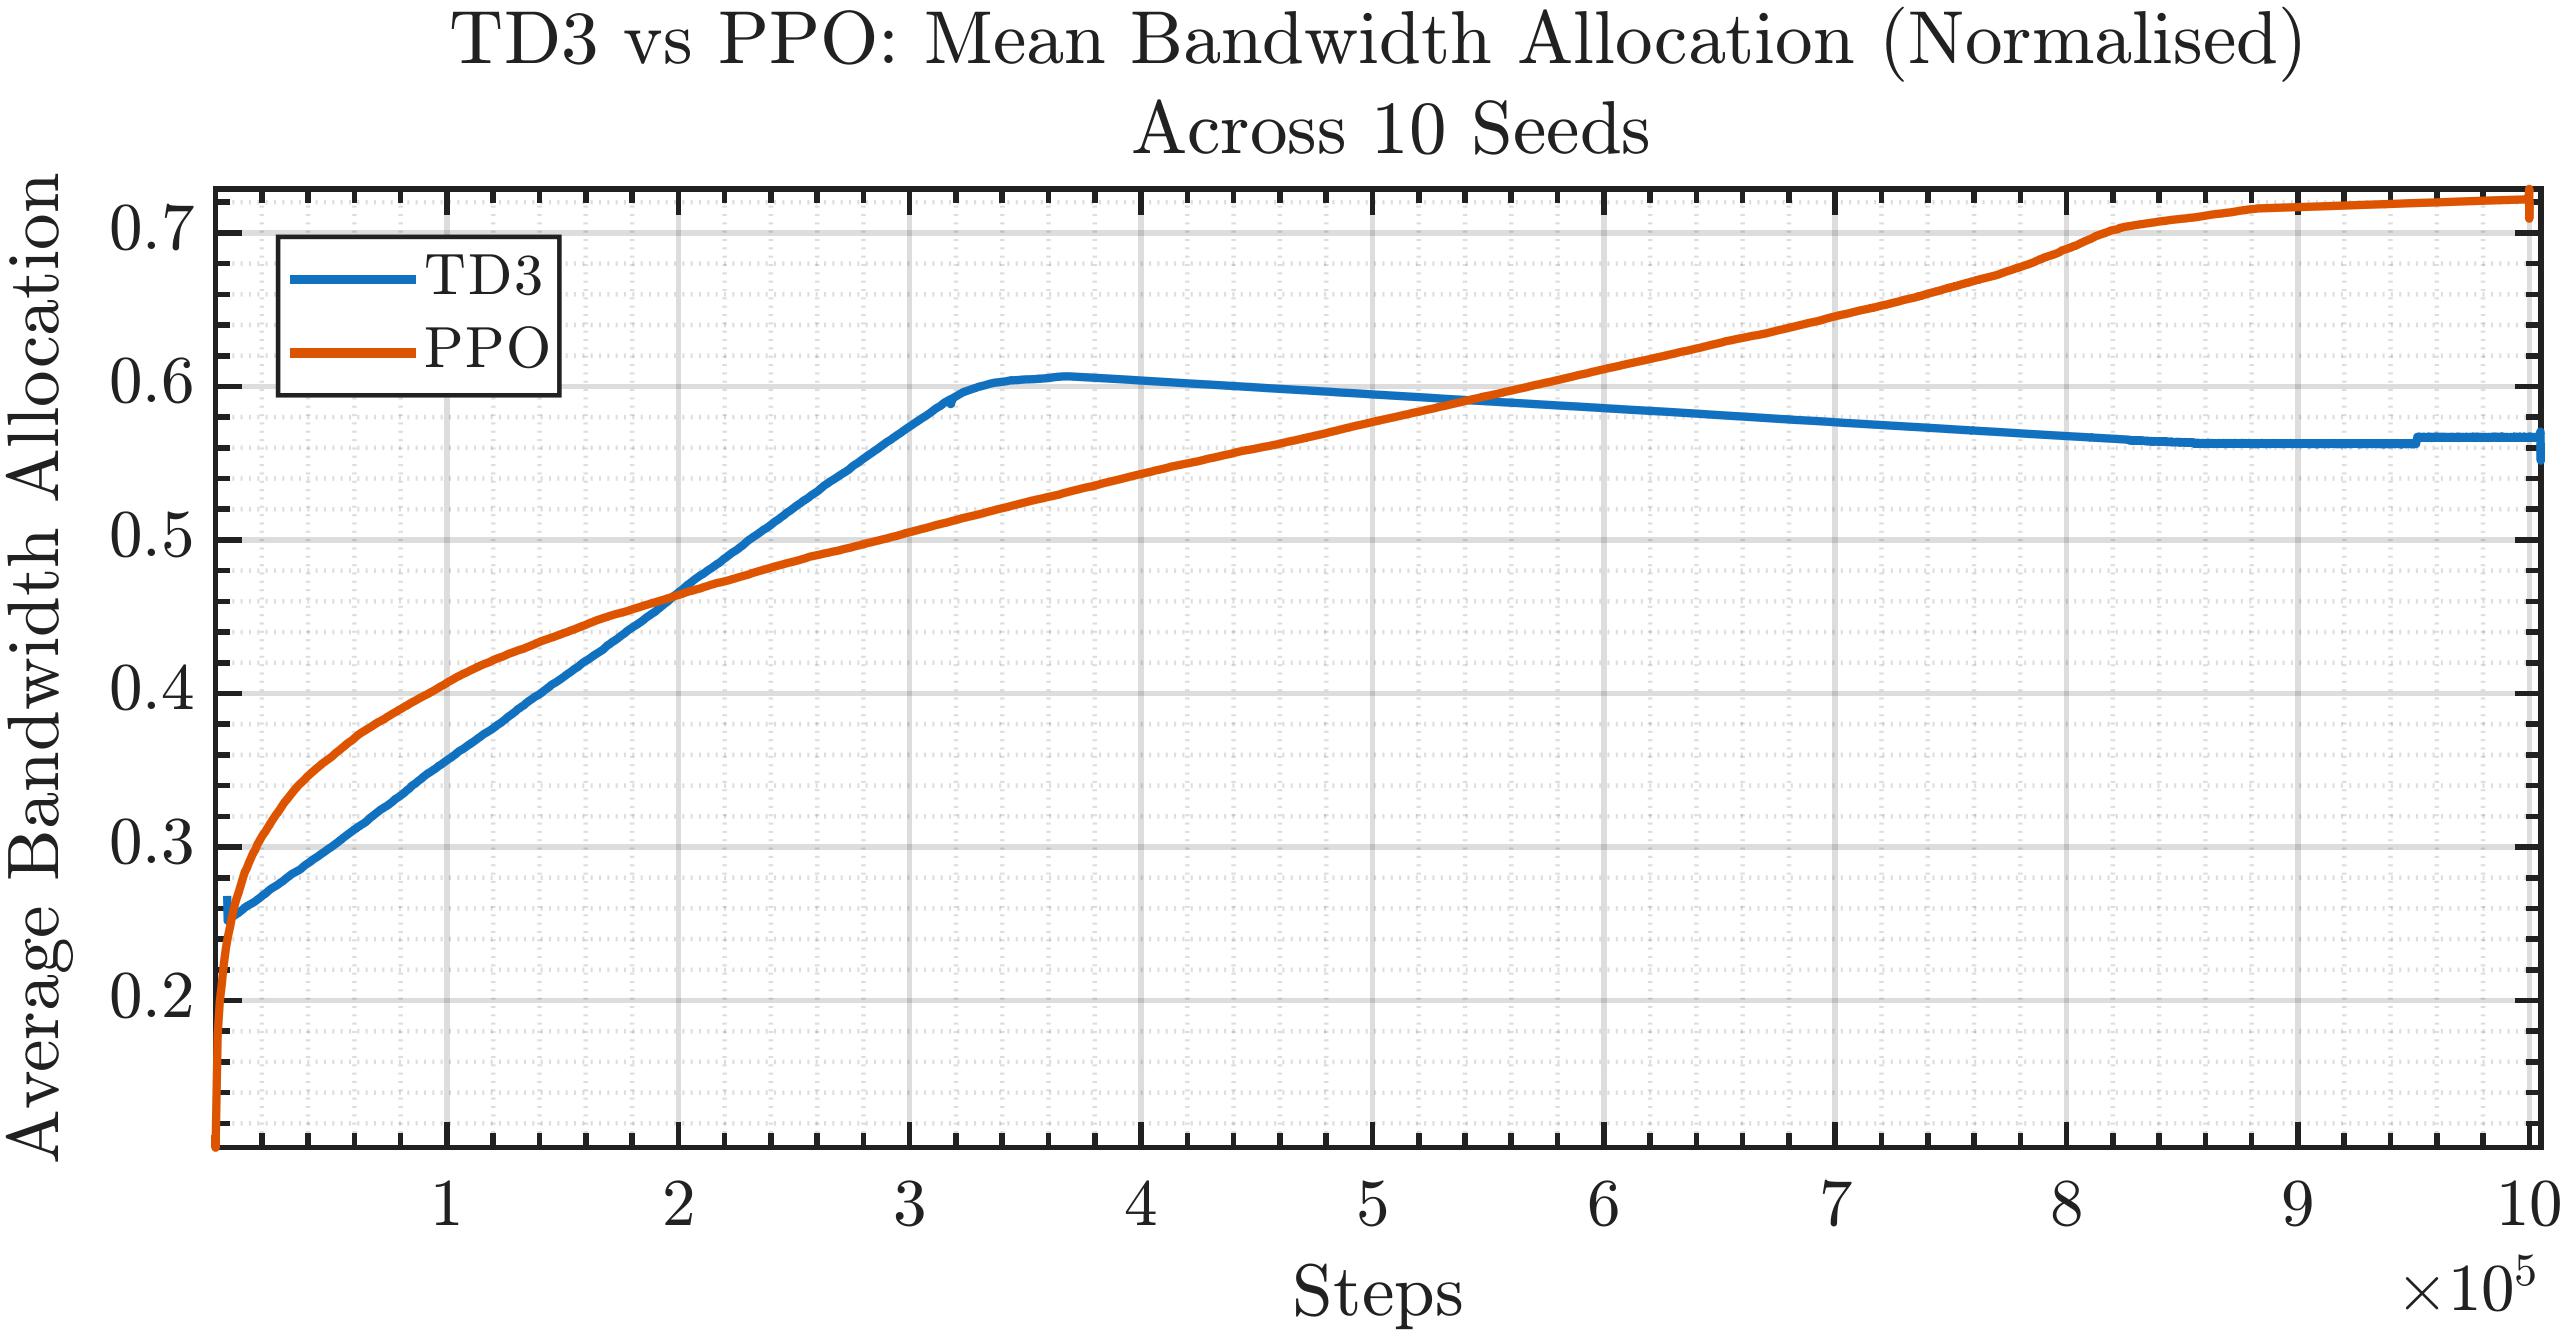 TD3 vs PPO: Mean Bandwidth Allocation (Normalised)
Across 10 Seeds
Average Bandwidth Allocation
0.7
0.6
0.5
0.4
0.3
0.2
TD3
PPO
1 2 3 4 5 6 7 8 9 10
×10⁵
Steps